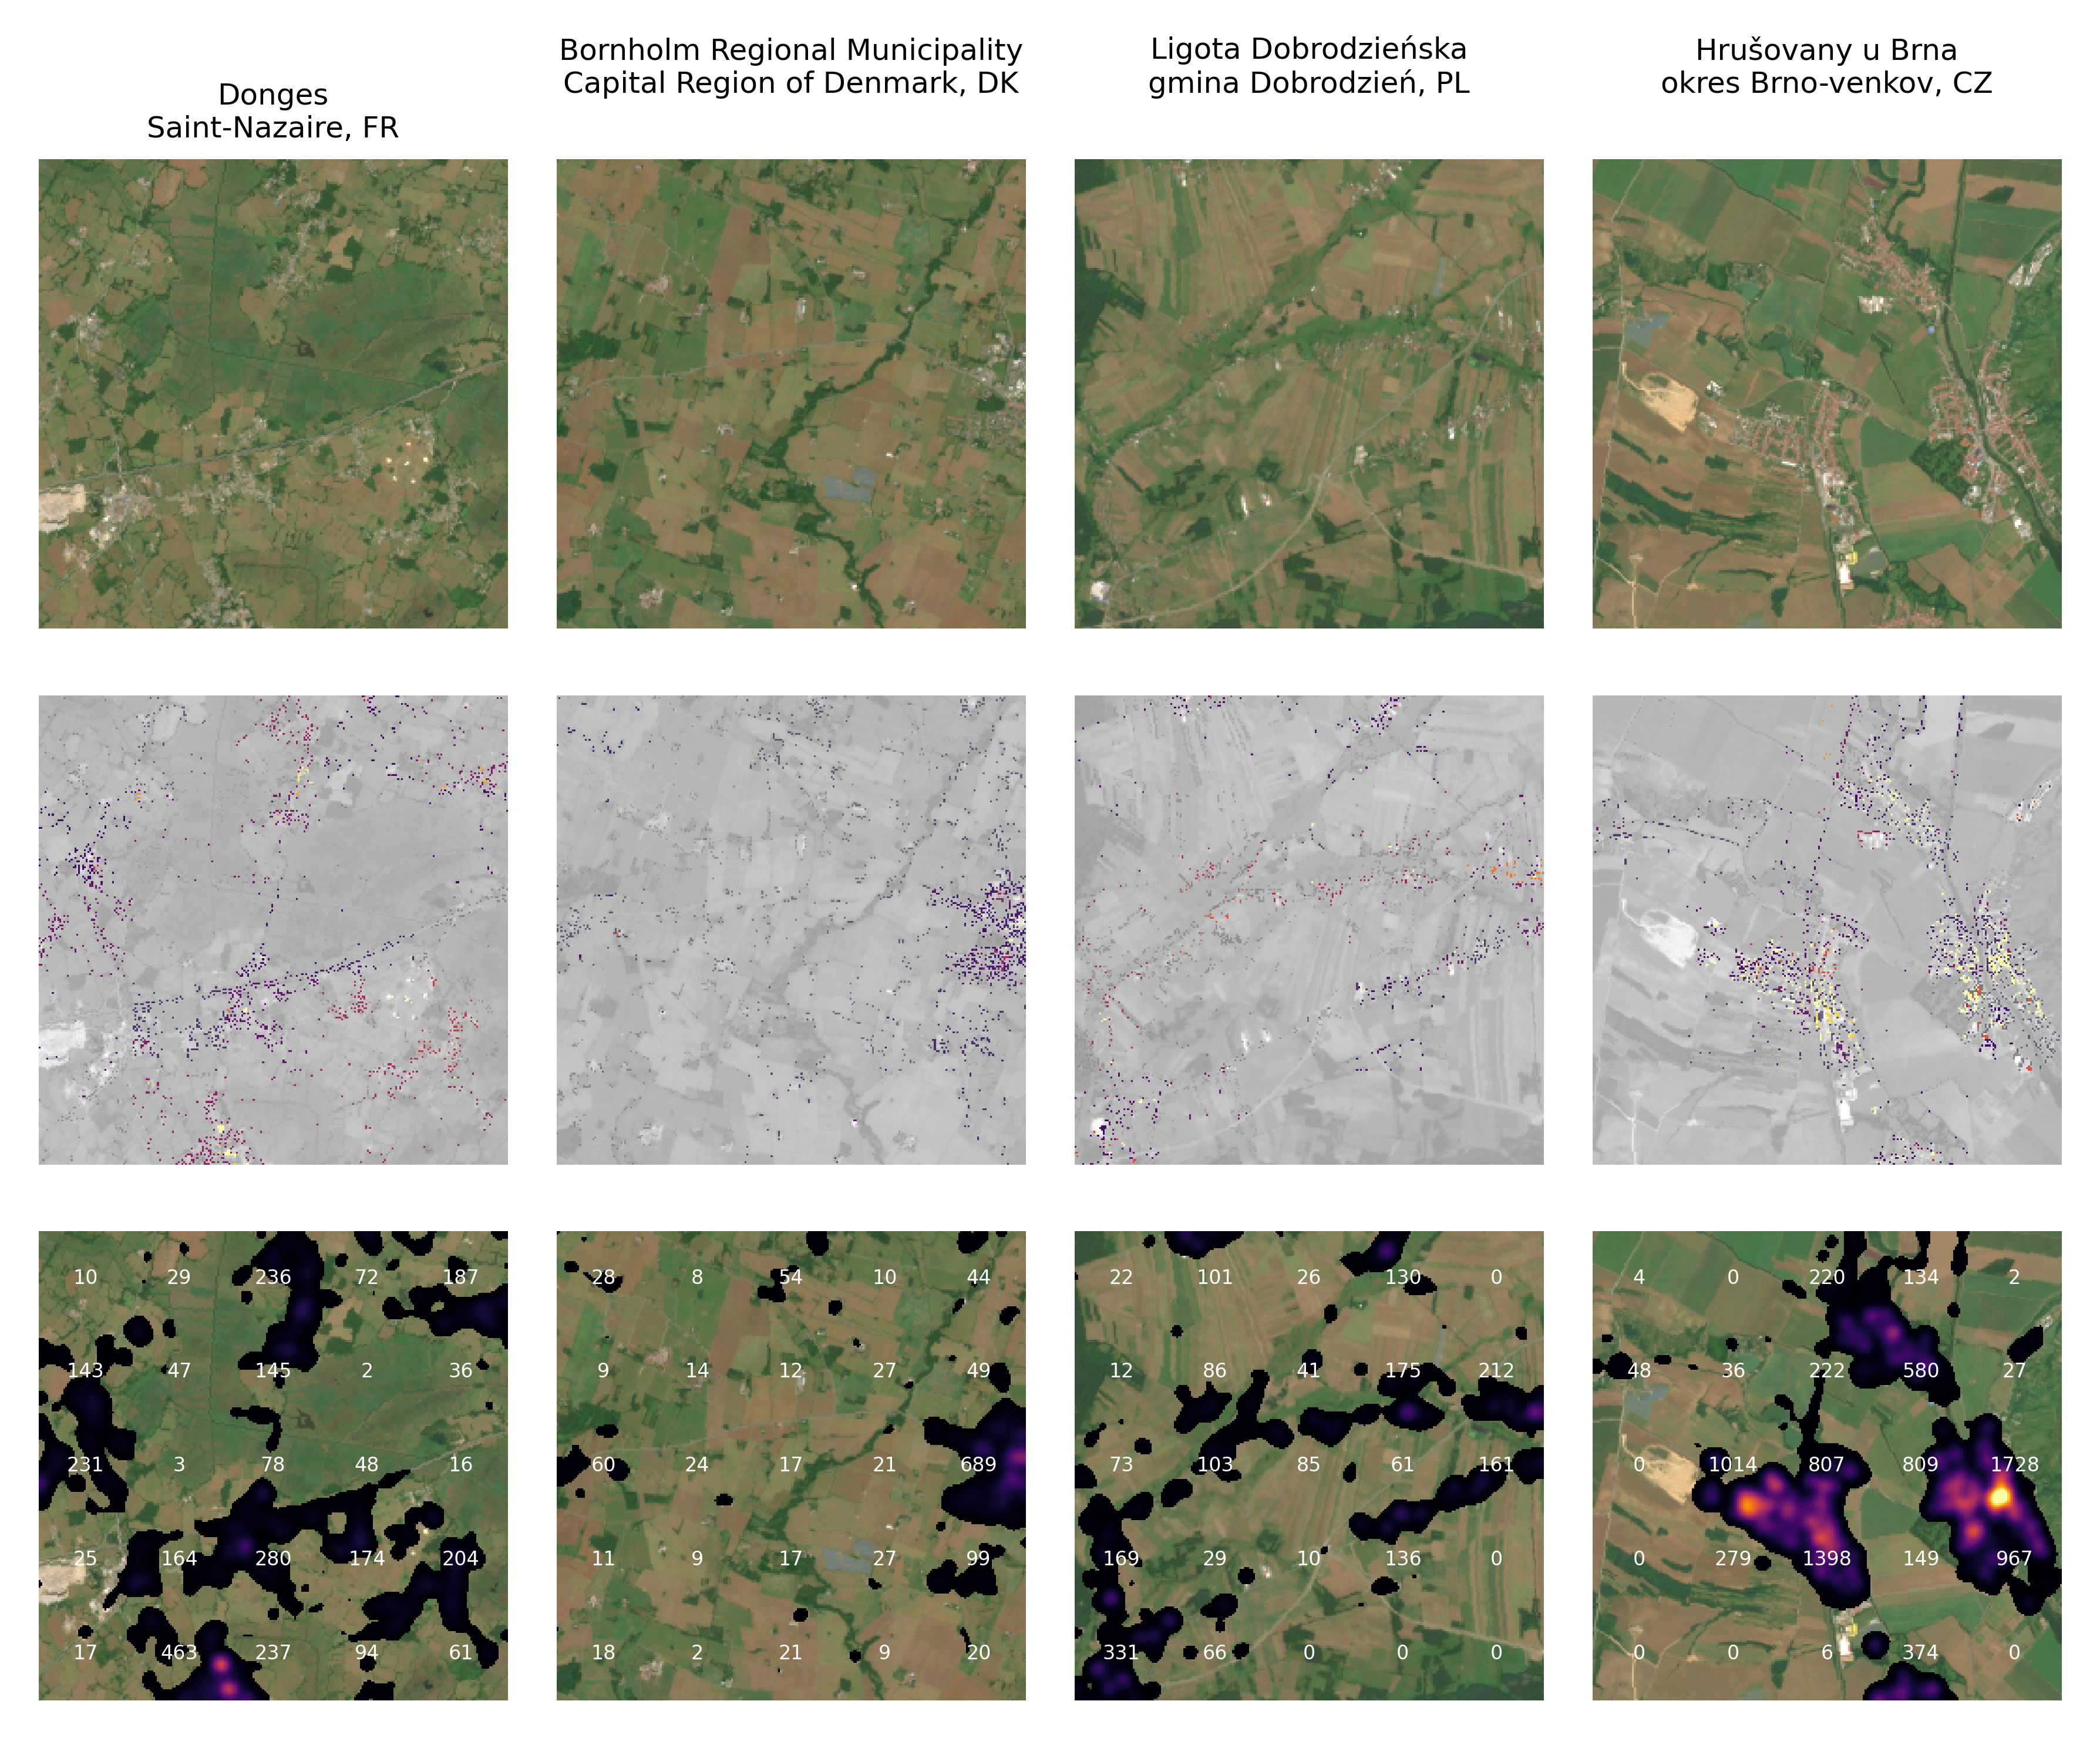 Donges
Saint-Nazaire, FR
Bornholm Regional Municipality
Capital Region of Denmark, DK
Ligota Dobrodzieńska
gmina Dobrodzień, PL
Hrušovany u Brna
okres Brno-venkov, CZ
10 29 236 72 187
143 47 145 2 36
231 3 78 48 16
25 164 280 174 204
17 463 237 94 61
28 8 54 10 44
9 14 12 27 49
60 24 17 21 689
11 9 17 27 99
18 2 21 9 20
22 101 26 130 0
12 86 41 175 212
73 103 85 61 161
169 29 10 136 0
331 66 0 0 0
4 0 220 134 2
48 36 222 580 27
0 1014 807 809 1728
0 279 1398 149 967
0 0 6 374 0